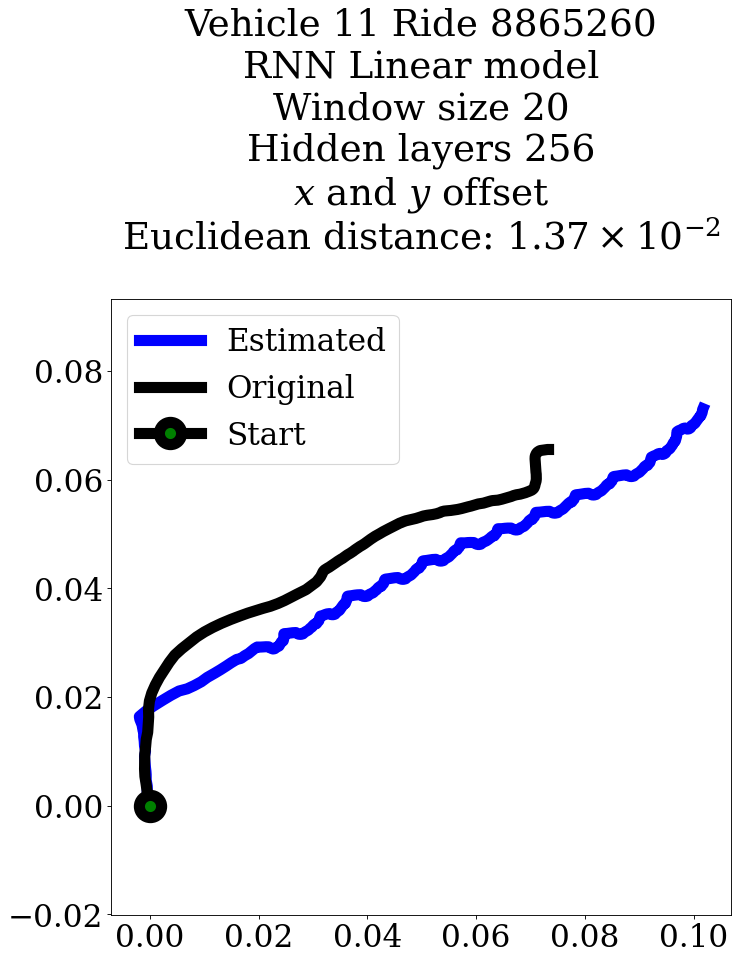 Vehicle 11 Ride 8865260
RNN Linear model
Window size 20
Hidden layers 256
x and y offset
Euclidean distance: 1.37 × 10⁻²
Estimated
Original
Start
0.08
0.06
0.04
0.02
0.00
−0.02
0.00 0.02 0.04 0.06 0.08 0.10